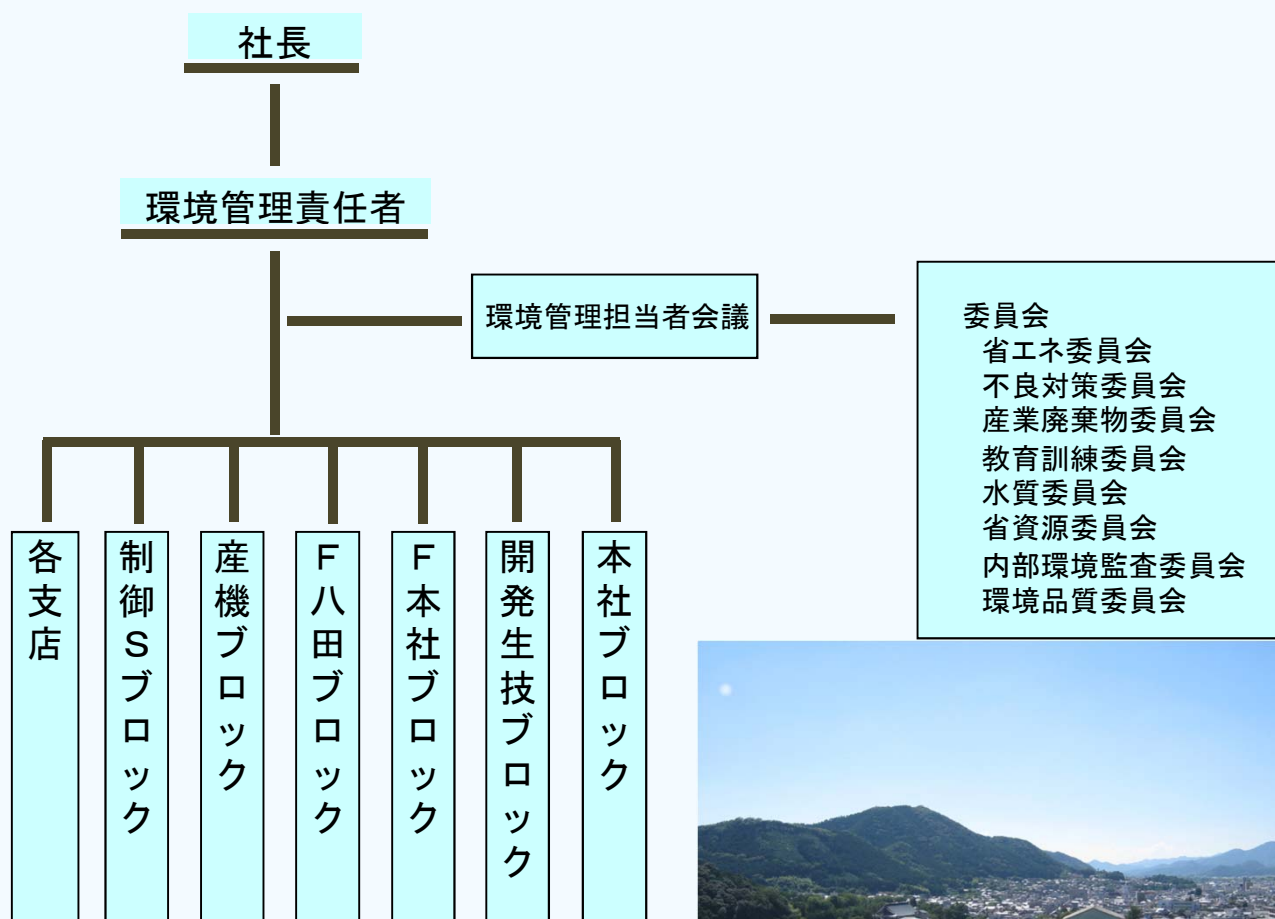 社長
環境管理責任者
環境管理担当者会議
委員会
省エネ委員会
不良対策委員会
産業廃棄物委員会
教育訓練委員会
水質委員会
省資源委員会
内部環境監査委員会
環境品質委員会
各支店
制御Sブロック
産機ブロック
F八田ブロック
F本社ブロック
開発生技ブロック
本社ブロック